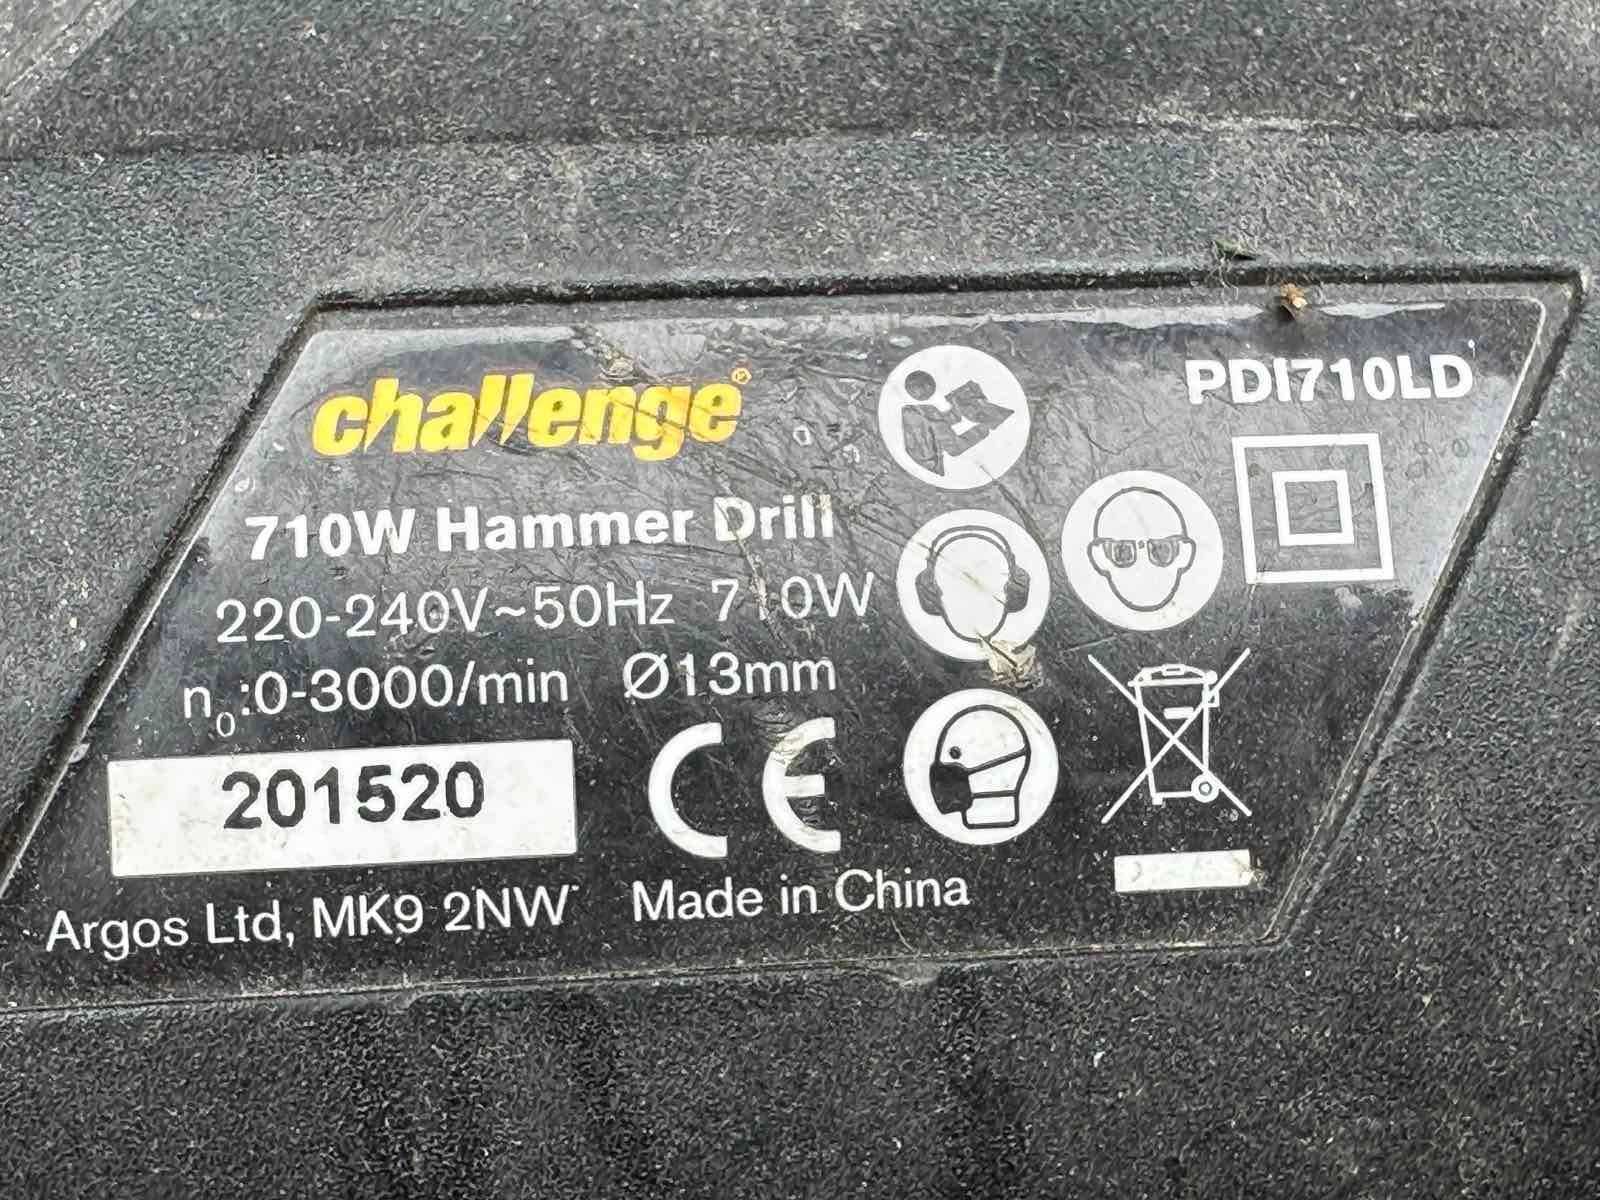 challenge®
PDI710LD
710W Hammer Drill
220-240V~50Hz 710W
n₀:0-3000/min Ø13mm
201520
CE
Argos Ltd, MK9 2NW Made in China